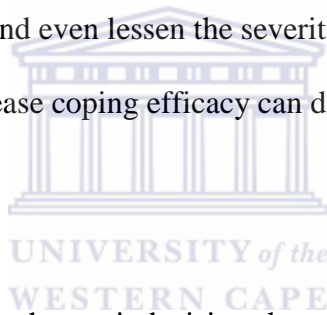 nd even lessen the severit
ease coping efficacy can d
UNIVERSITY of the
WESTERN CAPE